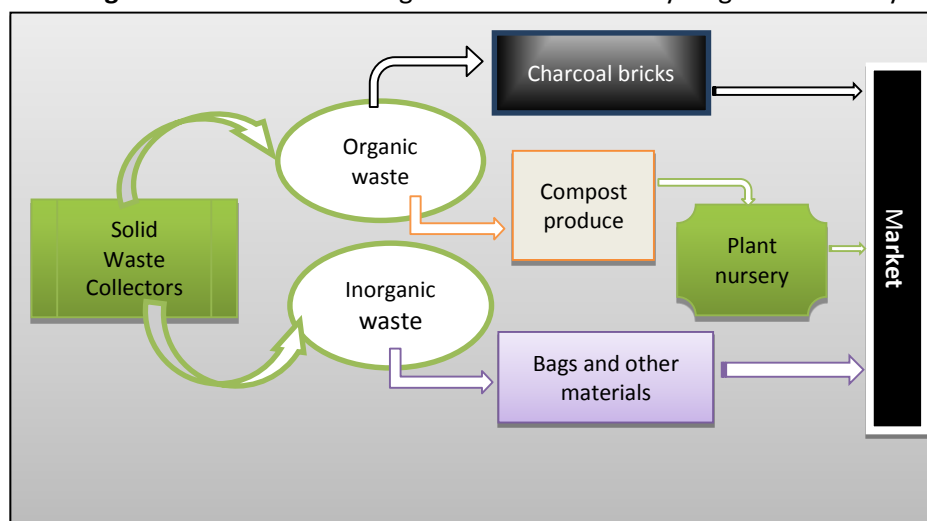 Charcoal bricks
Organic
waste
Compost
produce
Solid
Waste
Collectors
Plant
nursery
Market
Inorganic
waste
Bags and other
materials